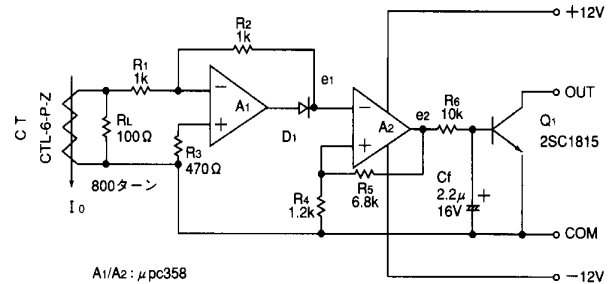 R2
1k
+12V
R1
1k
CT
CTL-6-P-Z
RL
100Ω
−
+
A1
e1
D1
R3
470Ω
−
+
A2
e2
R6
10k
OUT
Q1
2SC1815
R5
6.8k
R4
1.2k
Cf
2.2μ
16V
+
800ターン
I0
COM
A1/A2 : μpc358
−12V